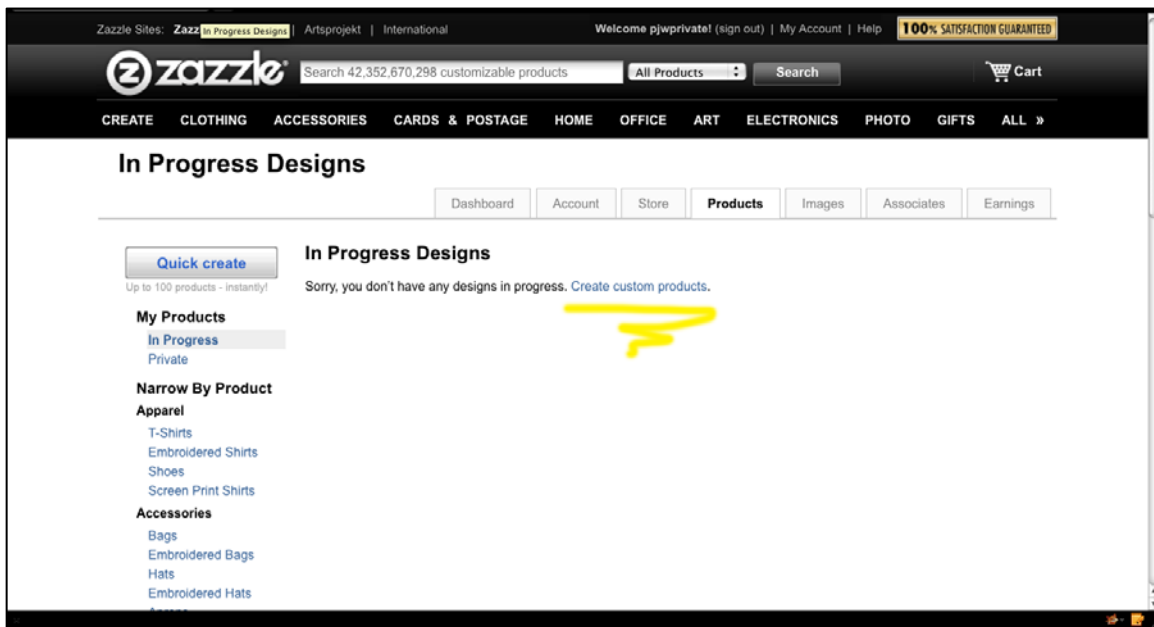 Zazzle Sites: Zazz In Progress Designs | Artsprojekt | International Welcome pjwprivate! (sign out) | My Account | Help 100% SATISFACTION GUARANTEED
zazzle Search 42,352,670,298 customizable products All Products Search Cart
CREATE CLOTHING ACCESSORIES CARDS & POSTAGE HOME OFFICE ART ELECTRONICS PHOTO GIFTS ALL »
In Progress Designs
Dashboard Account Store Products Images Associates Earnings
Quick create
Up to 100 products - instantly!
My Products
In Progress
Private
Narrow By Product
Apparel
T-Shirts
Embroidered Shirts
Shoes
Screen Print Shirts
Accessories
Bags
Embroidered Bags
Hats
Embroidered Hats
In Progress Designs
Sorry, you don't have any designs in progress. Create custom products.